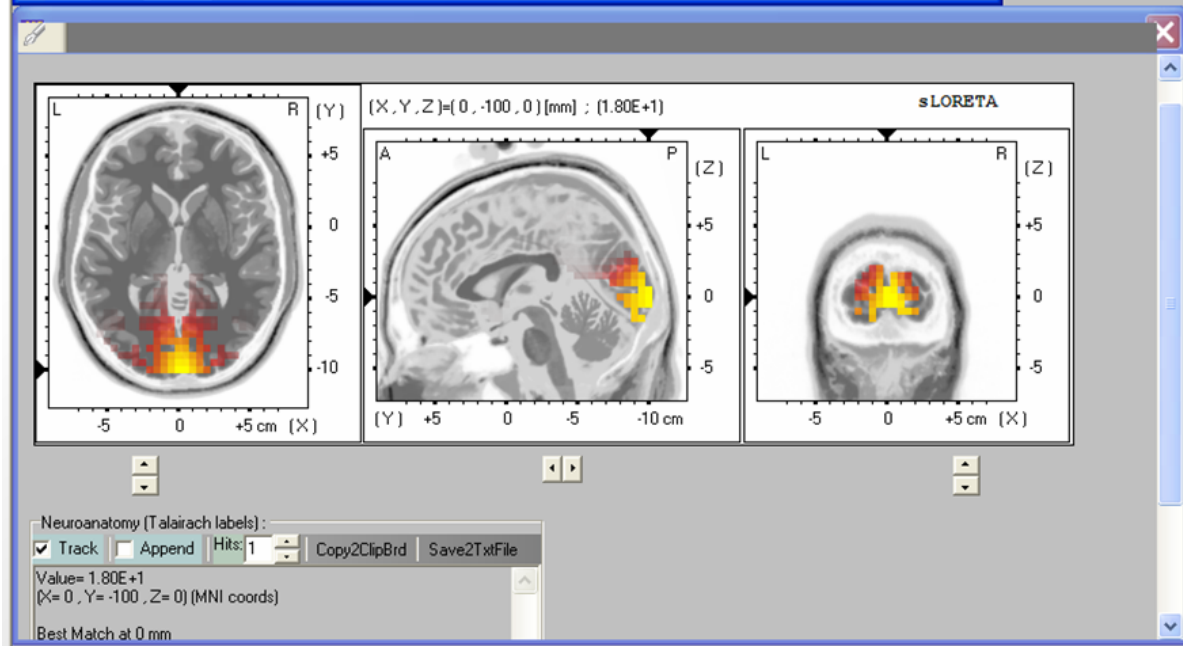 (X,Y,Z)=( 0 , -100 , 0 ) [mm] ; (1.80E+1)
sLORETA
L R (Y)
+5
0
-5
-10
-5 0 +5 cm (X)
A P (Z)
+5
0
-5
(Y) +5 0 -5 -10 cm
L R (Z)
+5
0
-5
-5 0 +5 cm (X)
Neuroanatomy (Talairach labels) :
Track Append Hits: 1 Copy2ClipBrd Save2TxtFile
Value= 1.80E+1
(X= 0 , Y= -100 , Z= 0) (MNI coords)
Best Match at 0 mm